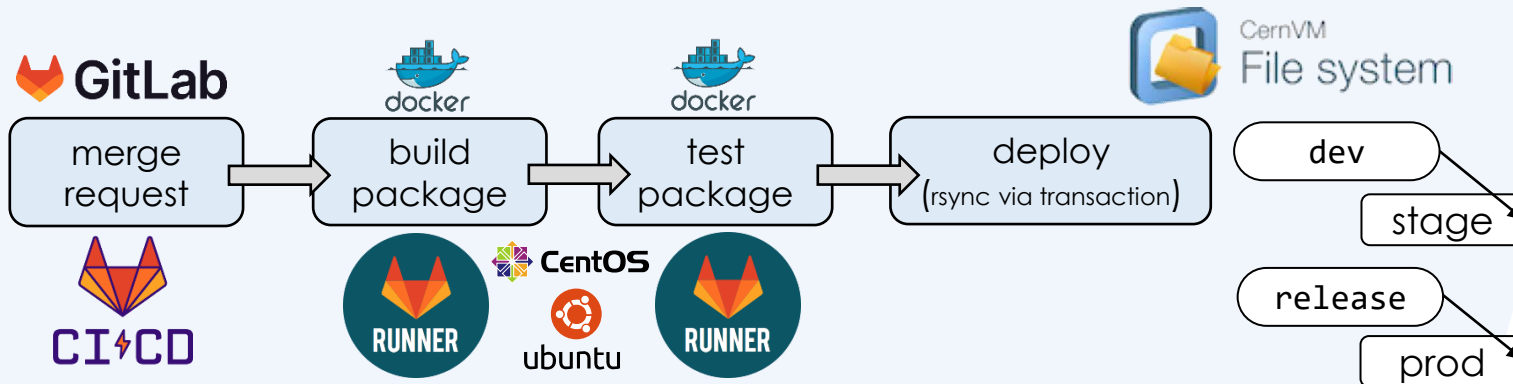 GitLab
merge
request
CI CD
docker
build
package
RUNNER
CentOS
ubuntu
docker
test
package
RUNNER
deploy
(rsync via transaction)
CernVM
File system
dev
stage
release
prod